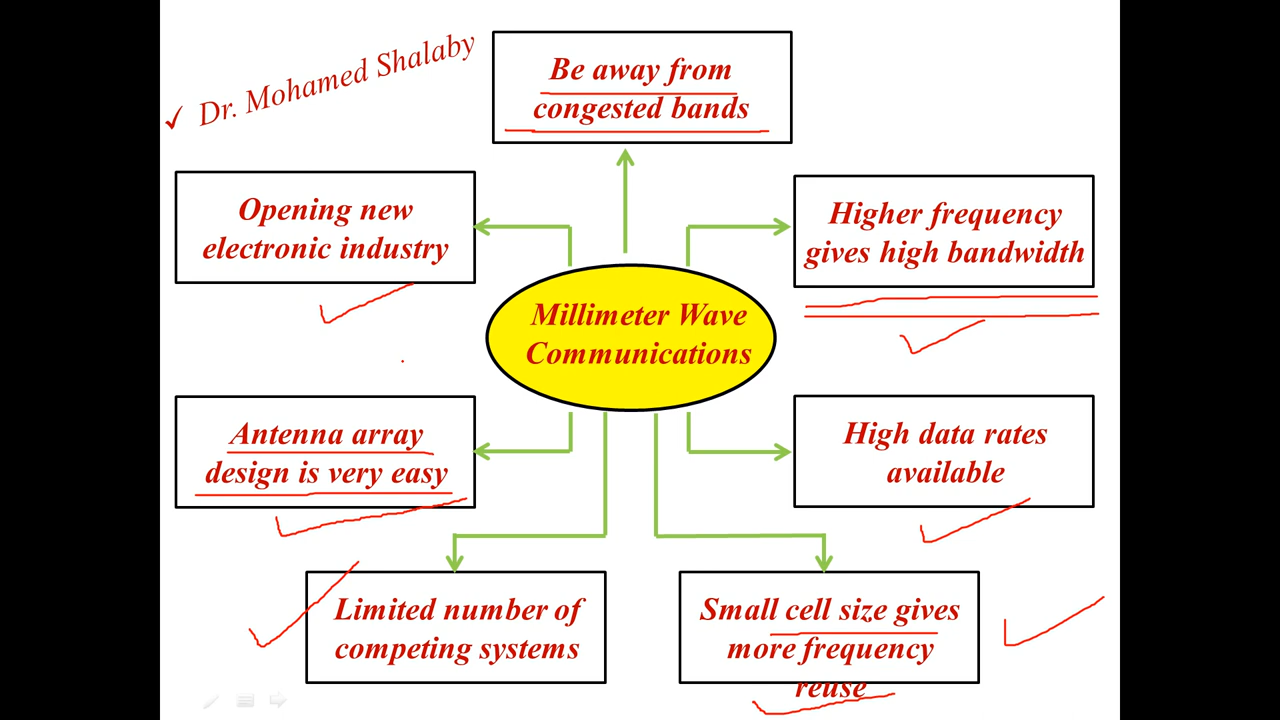 Dr. Mohamed Shalaby
Be away from
congested bands
Opening new
electronic industry
Higher frequency
gives high bandwidth
Millimeter Wave
Communications
Antenna array
design is very easy
High data rates
available
Limited number of
competing systems
Small cell size gives
more frequency
reuse